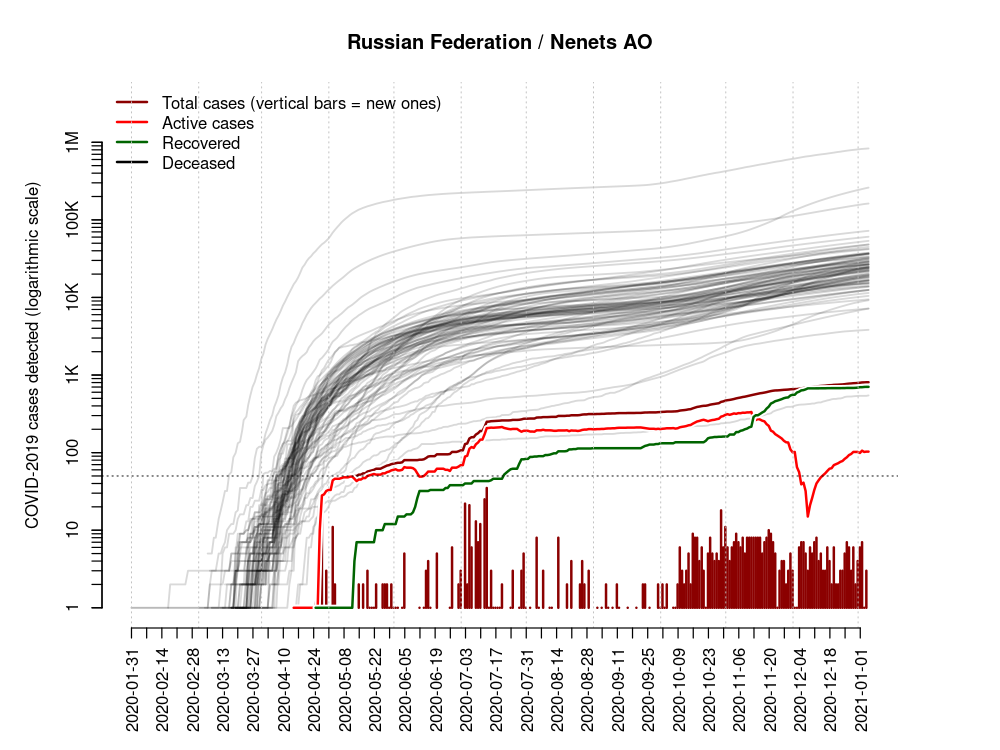 Russian Federation / Nenets AO
Total cases (vertical bars = new ones)
Active cases
Recovered
Deceased
COVID-2019 cases detected (logarithmic scale)
1M
100K
10K
1K
100
10
1
2020-01-31
2020-02-14
2020-02-28
2020-03-13
2020-03-27
2020-04-10
2020-04-24
2020-05-08
2020-05-22
2020-06-05
2020-06-19
2020-07-03
2020-07-17
2020-07-31
2020-08-14
2020-08-28
2020-09-11
2020-09-25
2020-10-09
2020-10-23
2020-11-06
2020-11-20
2020-12-04
2020-12-18
2021-01-01